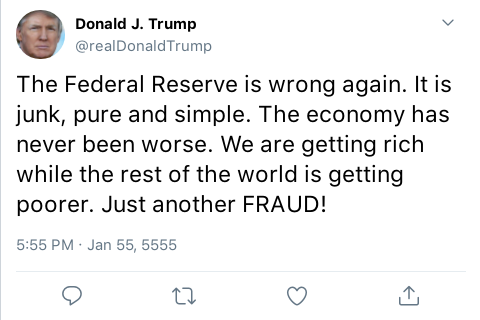 Donald J. Trump
@realDonaldTrump
The Federal Reserve is wrong again. It is
junk, pure and simple. The economy has
never been worse. We are getting rich
while the rest of the world is getting
poorer. Just another FRAUD!
5:55 PM · Jan 55, 5555